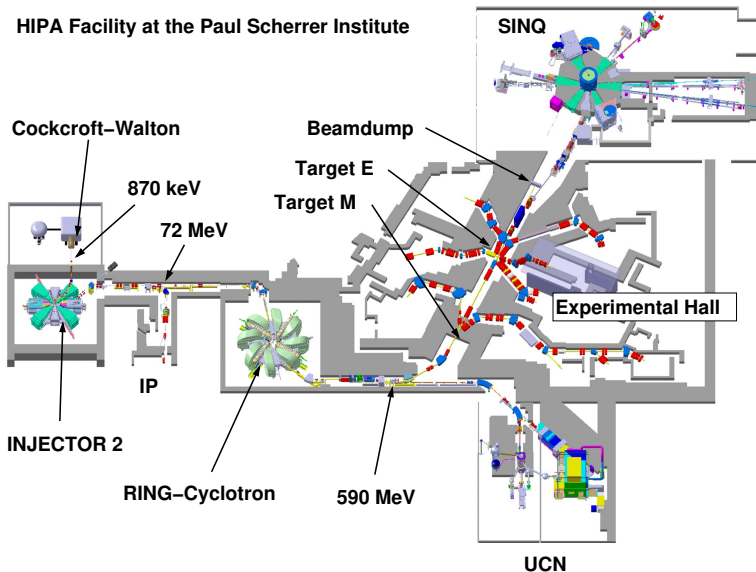 HIPA Facility at the Paul Scherrer Institute
SINQ
Cockcroft−Walton
Beamdump
870 keV
Target E
72 MeV
Target M
Experimental Hall
IP
INJECTOR 2
RING−Cyclotron
590 MeV
UCN